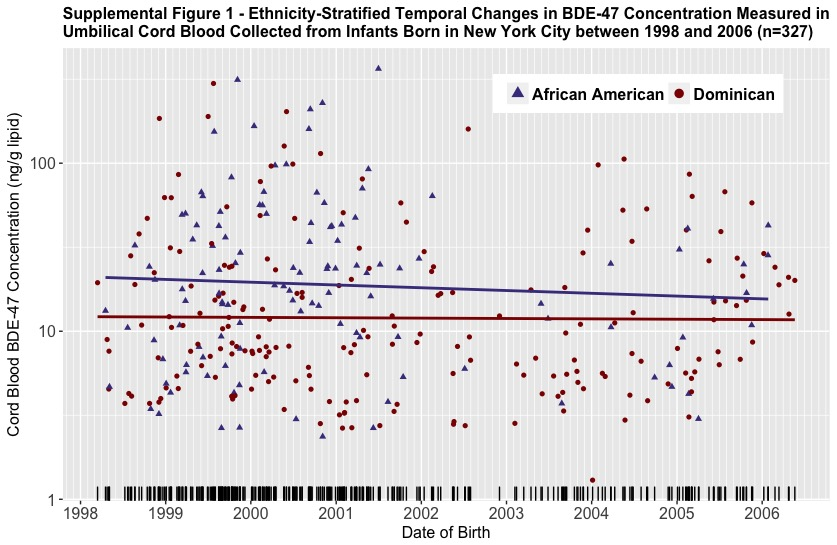 Supplemental Figure 1 - Ethnicity-Stratified Temporal Changes in BDE-47 Concentration Measured in
Umbilical Cord Blood Collected from Infants Born in New York City between 1998 and 2006 (n=327)
African American
Dominican
Cord Blood BDE-47 Concentration (ng/g lipid)
100
10
1
1998
1999
2000
2001
2002
2003
2004
2005
2006
Date of Birth